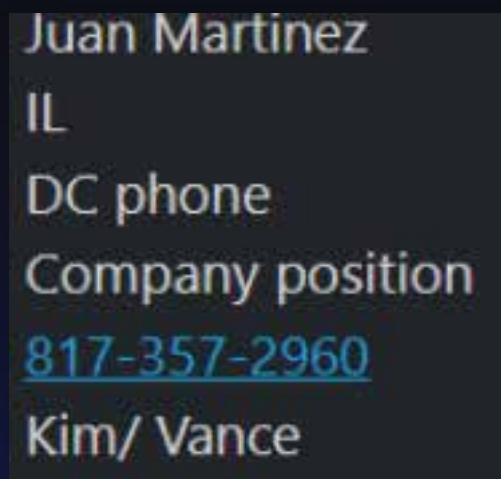 Juan Martinez
IL
DC phone
Company position
817-357-2960
Kim/ Vance